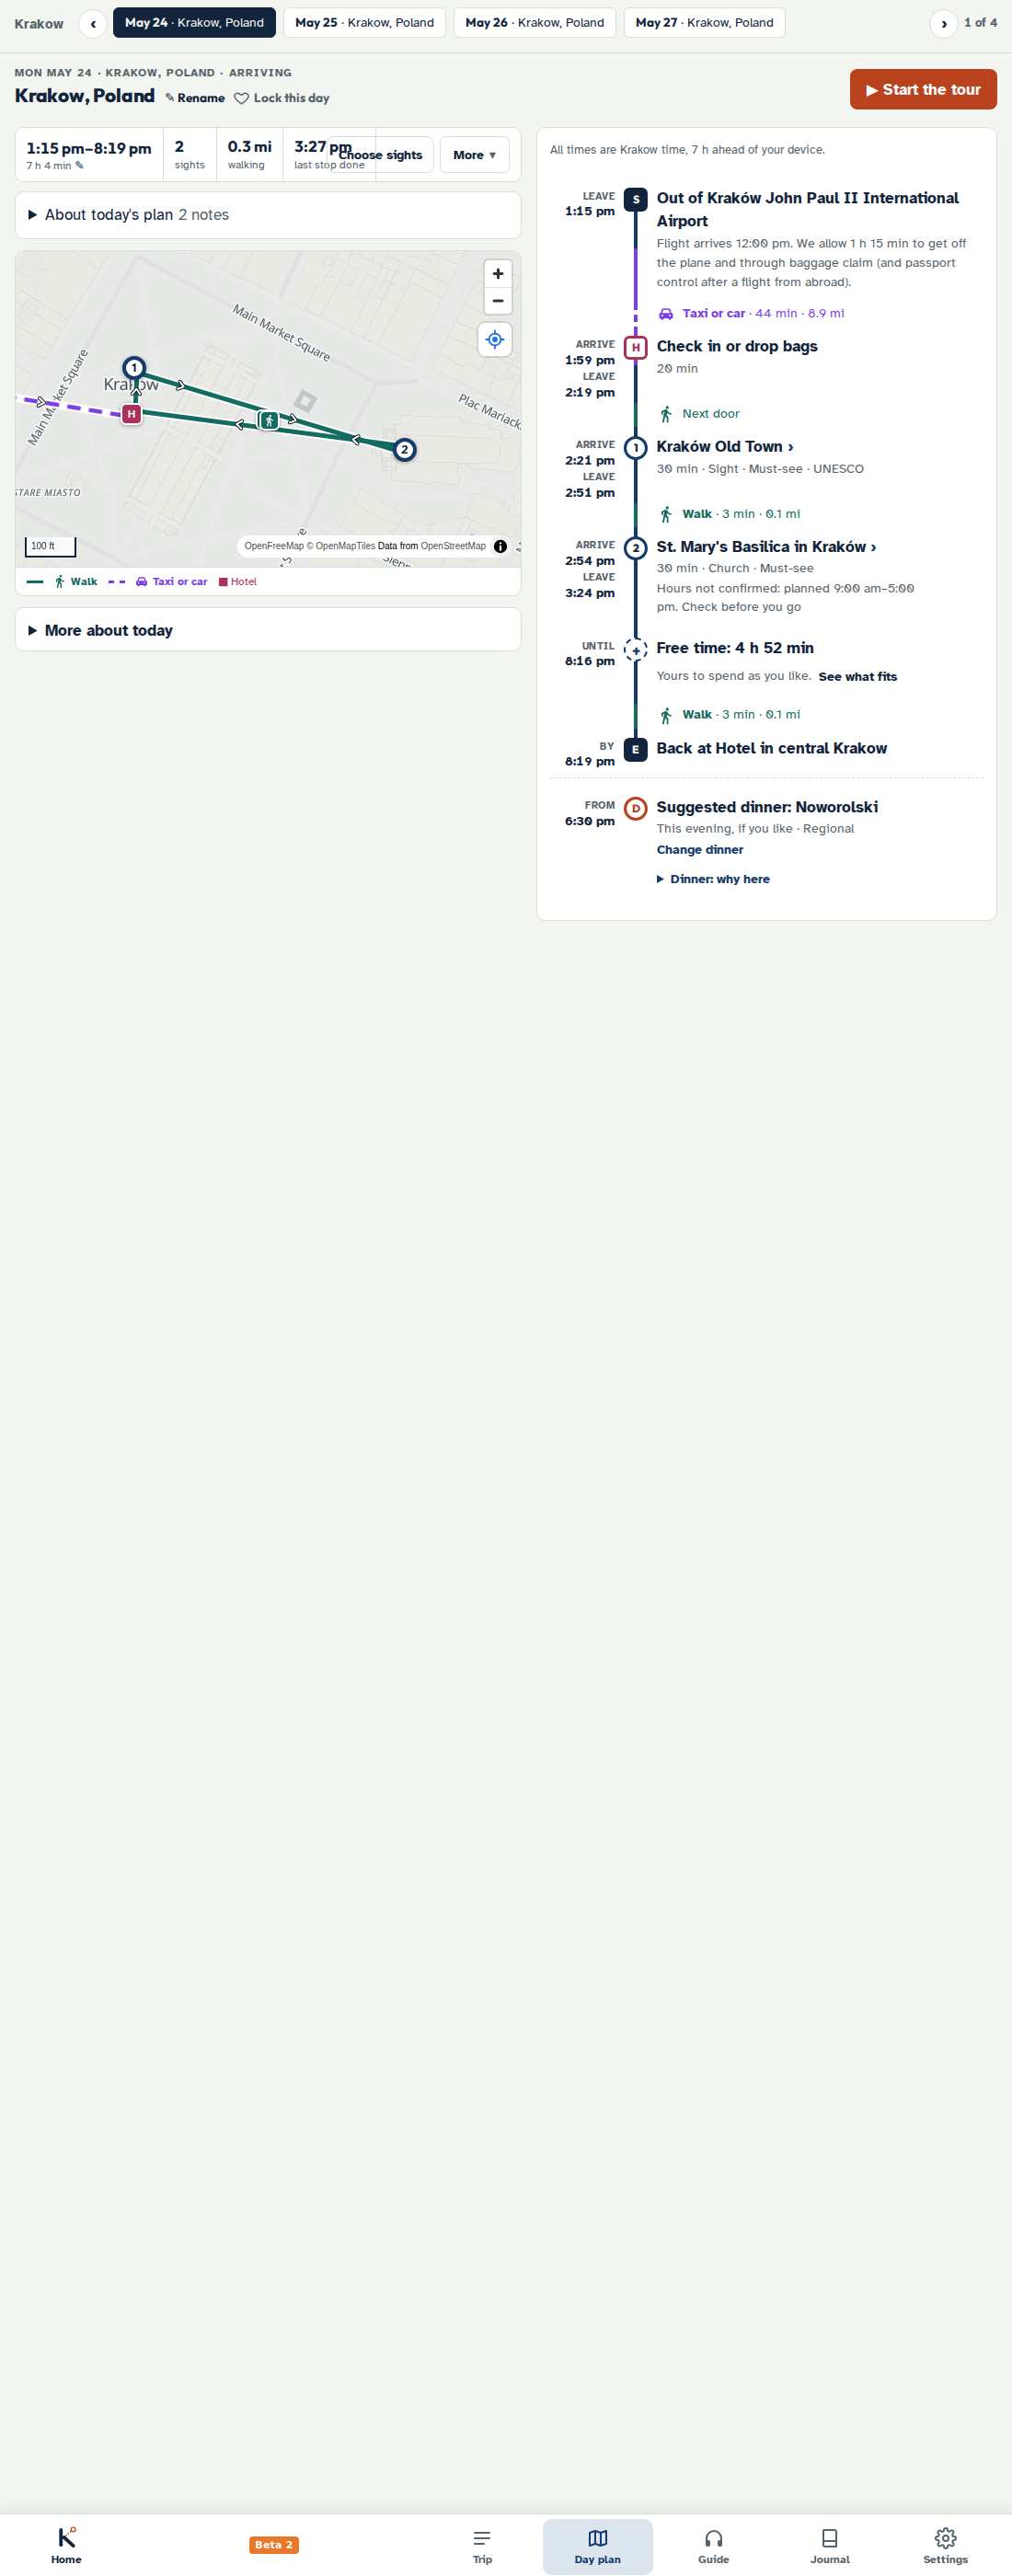 Krakow
‹
May 24 · Krakow, Poland
May 25 · Krakow, Poland
May 26 · Krakow, Poland
May 27 · Krakow, Poland
›
1 of 4
MON MAY 24 · KRAKOW, POLAND · ARRIVING
Krakow, Poland
✎ Rename
Lock this day
▶ Start the tour
1:15 pm–8:19 pm
7 h 4 min ✎
2
sights
0.3 mi
walking
3:27 pm
last stop done
Choose sights
More ▾
▶ About today's plan 2 notes
Main Market Square
Main Market Square
Krakow
Plac Mariack
STARE MIASTO
1
H
2
+
−
100 ft
OpenFreeMap © OpenMapTiles Data from OpenStreetMap
Walk
Taxi or car
Hotel
▶ More about today
All times are Krakow time, 7 h ahead of your device.
LEAVE
1:15 pm
S
Out of Kraków John Paul II International
Airport
Flight arrives 12:00 pm. We allow 1 h 15 min to get off
the plane and through baggage claim (and passport
control after a flight from abroad).
Taxi or car · 44 min · 8.9 mi
ARRIVE
1:59 pm
LEAVE
2:19 pm
H
Check in or drop bags
20 min
Next door
ARRIVE
2:21 pm
LEAVE
2:51 pm
1
Kraków Old Town ›
30 min · Sight · Must-see · UNESCO
Walk · 3 min · 0.1 mi
ARRIVE
2:54 pm
LEAVE
3:24 pm
2
St. Mary's Basilica in Kraków ›
30 min · Church · Must-see
Hours not confirmed: planned 9:00 am–5:00
pm. Check before you go
UNTIL
8:16 pm
+
Free time: 4 h 52 min
Yours to spend as you like. See what fits
Walk · 3 min · 0.1 mi
BY
8:19 pm
E
Back at Hotel in central Krakow
FROM
6:30 pm
D
Suggested dinner: Noworolski
This evening, if you like · Regional
Change dinner
▶ Dinner: why here
Home
Beta 2
Trip
Day plan
Guide
Journal
Settings